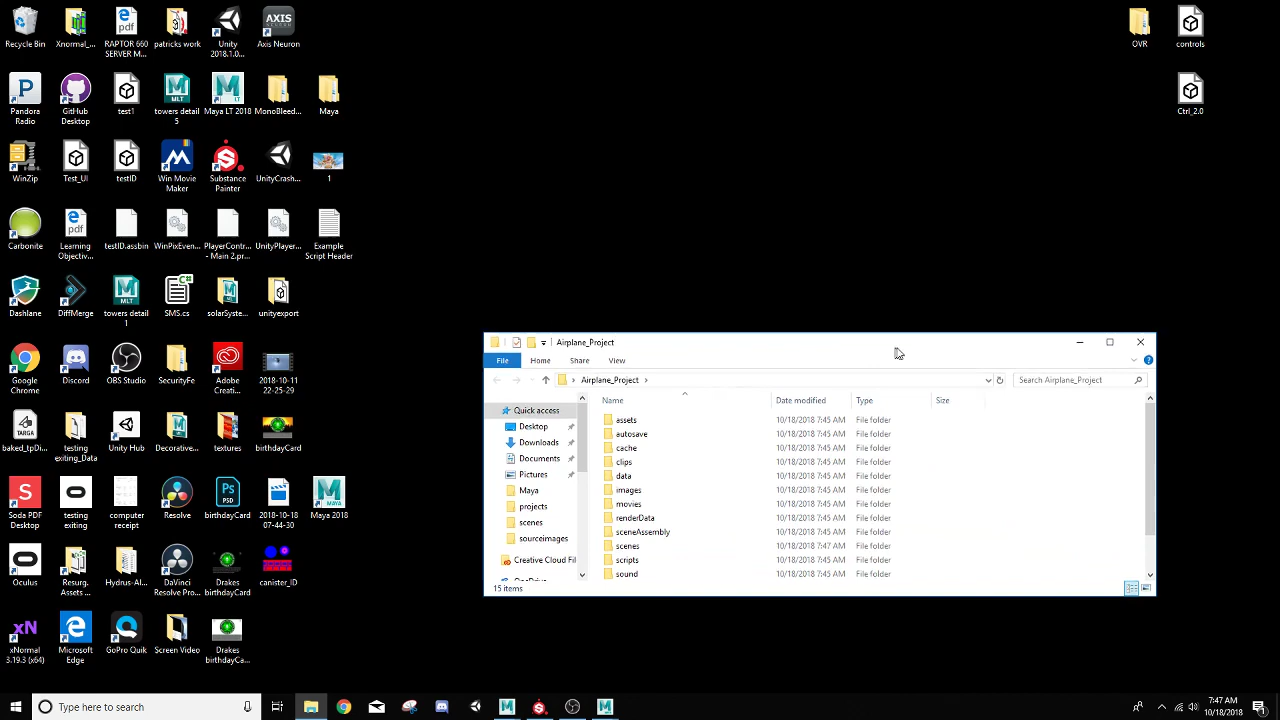 Recycle Bin
Xnormal_...
RAPTOR 660
SERVER M...
patricks work
Unity
2018.1.0...
Axis Neuron
OVR
controls
Pandora
Radio
GitHub
Desktop
test1
towers detail
5
Maya LT 2018
MonoBleed...
Maya
Ctrl_2.0
WinZip
Test_UI
testID
Win Movie
Maker
Substance
Painter
UnityCrash...
1
Carbonite
Learning
Objectiv...
testID.assbin
WinPixEven...
PlayerContr...
- Main 2.pr...
UnityPlayer...
Example
Script Header
Dashlane
DiffMerge
towers detail
1
SMS.cs
solarSyste...
unityexport
Google
Chrome
Discord
OBS Studio
SecurityFe...
Adobe
Creati...
2018-10-11
22-25-29
baked_tpDi...
testing
exiting_Data
Unity Hub
Decorative...
textures
birthdayCard
Soda PDF
Desktop
testing
exiting
computer
receipt
Resolve
birthdayCard
2018-10-18
07-44-30
Maya 2018
Oculus
Resurg.
Assets ...
Hydrus-Al...
DaVinci
Resolve Pro...
Drakes
birthdayCard
canister_ID
xNormal
3.19.3 (x64)
Microsoft
Edge
GoPro Quik
Screen Video
Drakes
birthdayCa...
Airplane_Project
File
Home
Share
View
Airplane_Project
Search Airplane_Project
Quick access
Desktop
Downloads
Documents
Pictures
Maya
projects
scenes
sourceimages
Creative Cloud Fil
OneDrive
Name Date modified Type Size
assets 10/18/2018 7:45 AM File folder
autosave 10/18/2018 7:45 AM File folder
cache 10/18/2018 7:45 AM File folder
clips 10/18/2018 7:45 AM File folder
data 10/18/2018 7:45 AM File folder
images 10/18/2018 7:45 AM File folder
movies 10/18/2018 7:45 AM File folder
renderData 10/18/2018 7:45 AM File folder
sceneAssembly 10/18/2018 7:45 AM File folder
scenes 10/18/2018 7:47 AM File folder
scripts 10/18/2018 7:45 AM File folder
sound 10/18/2018 7:45 AM File folder
15 items
Type here to search
7:47 AM
10/18/2018